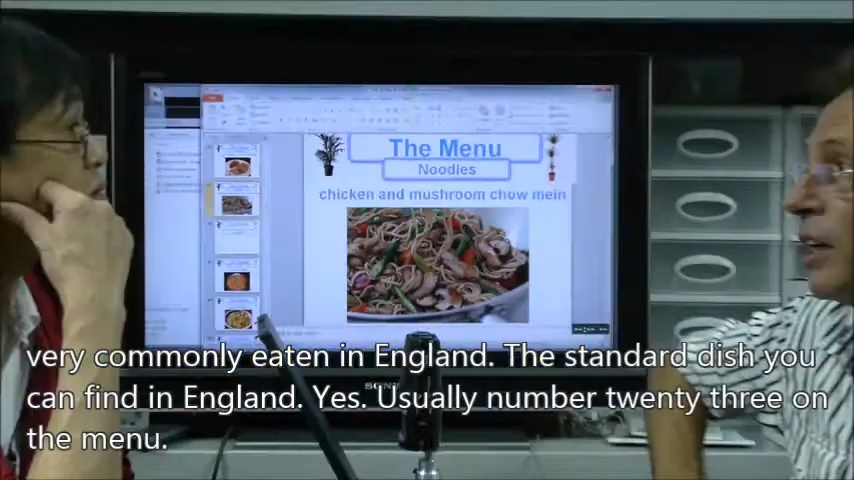 The Menu
Noodles
chicken and mushroom chow mein
very commonly eaten in England. The standard dish you
can find in England. Yes. Usually number twenty three on
the menu.
SONY